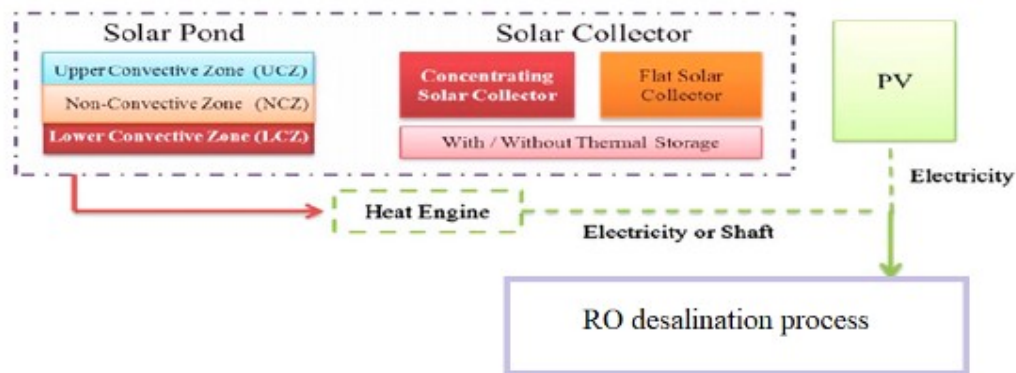 Solar Pond
Upper Convective Zone (UCZ)
Non-Convective Zone (NCZ)
Lower Convective Zone (LCZ)
Solar Collector
Concentrating
Solar Collector
Flat Solar
Collector
With / Without Thermal Storage
PV
Electricity
Heat Engine
Electricity or Shaft
RO desalination process